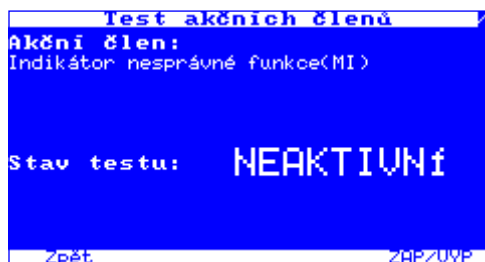 Test akčních členů
Akční člen:
Indikátor nesprávné funkce(MI)
Stav testu: NEAKTIVNí
Zpět ZAP/VYP